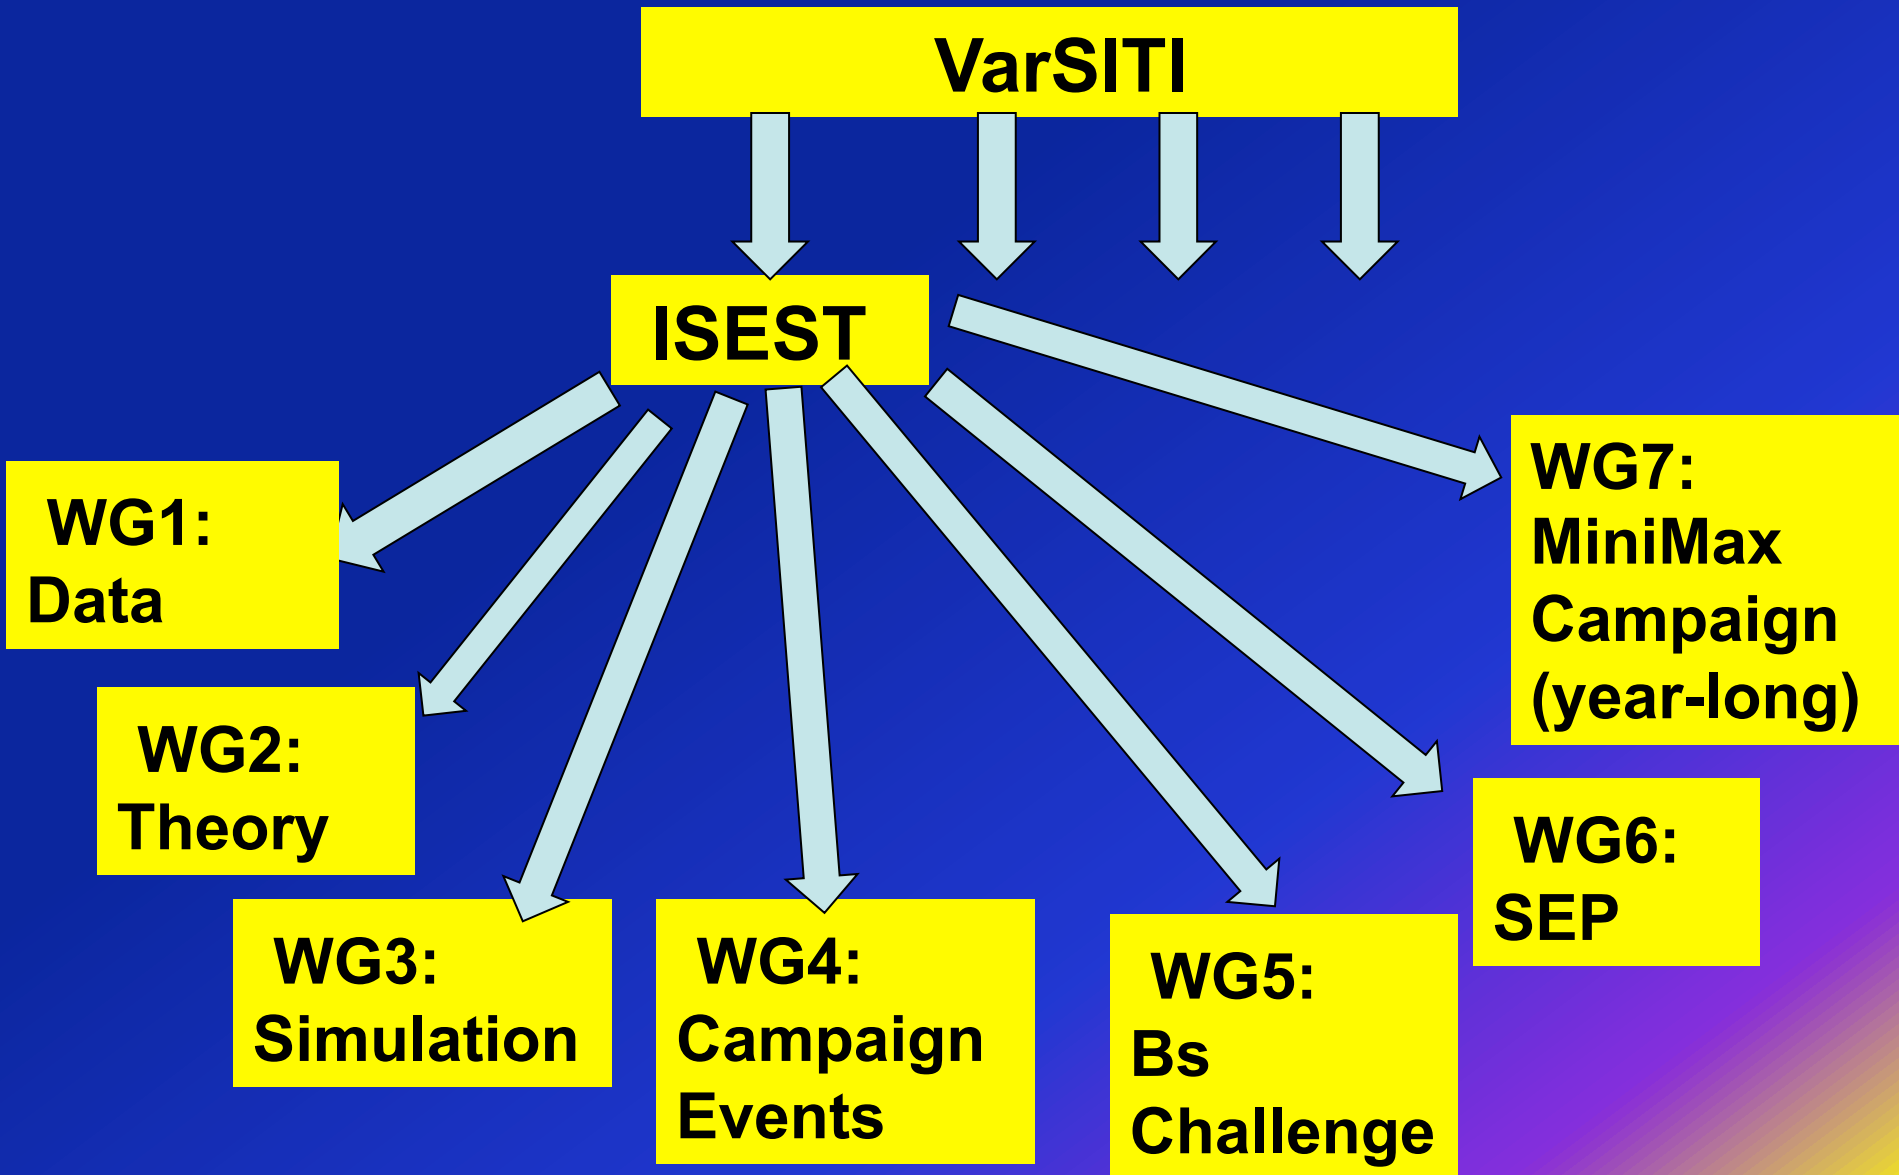 VarSITI
ISEST
WG1:
Data
WG2:
Theory
WG3:
Simulation
WG4:
Campaign
Events
WG5:
Bs
Challenge
WG6:
SEP
WG7:
MiniMax
Campaign
(year-long)